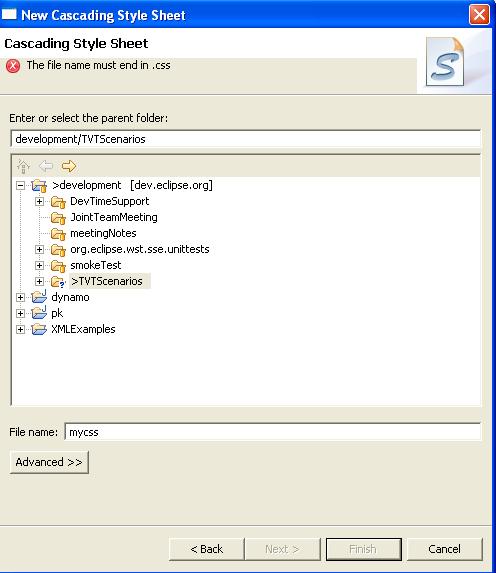 New Cascading Style Sheet
Cascading Style Sheet
The file name must end in .css
Enter or select the parent folder:
development/TVTScenarios
>development [dev.eclipse.org]
DevTimeSupport
JointTeamMeeting
meetingNotes
org.eclipse.wst.sse.unittests
smokeTest
>TVTScenarios
dynamo
pk
XMLExamples
File name: mycss
Advanced >>
< Back Next > Finish Cancel